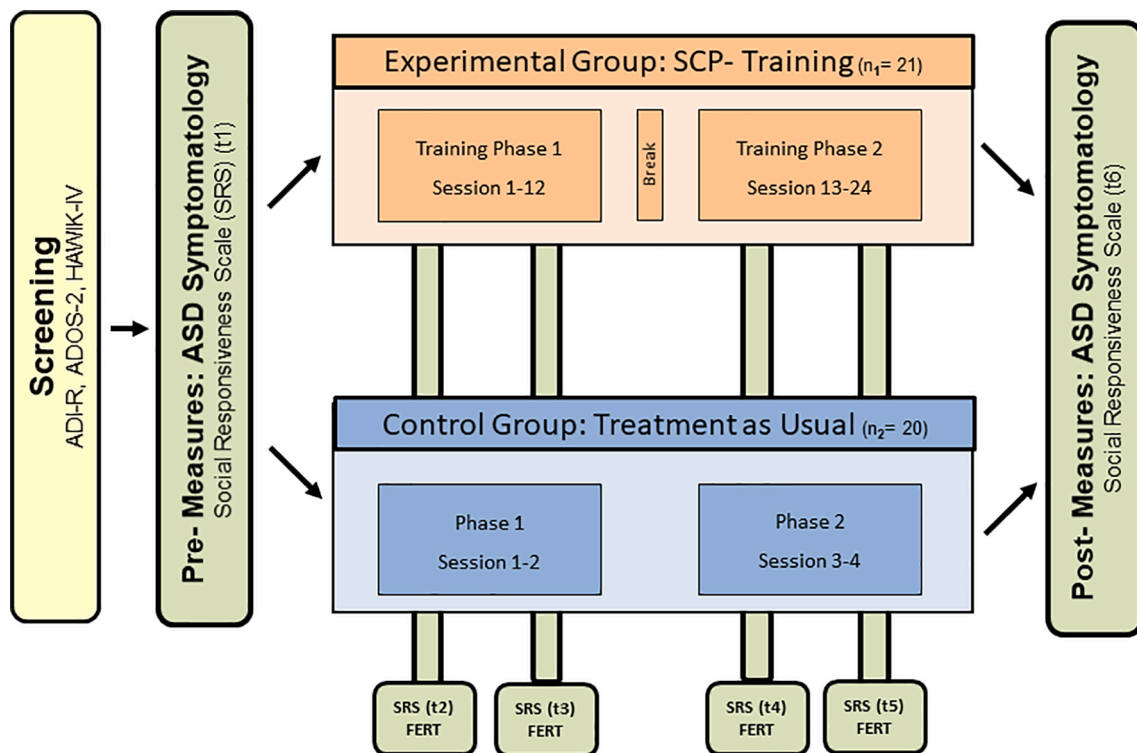 Screening
ADI-R, ADOS-2, HAWIK-IV
Pre- Measures: ASD Symptomatology
Social Responsiveness Scale (SRS) (t1)
Experimental Group: SCP- Training (n₁= 21)
Training Phase 1
Session 1-12
Break
Training Phase 2
Session 13-24
Control Group: Treatment as Usual (n₂= 20)
Phase 1
Session 1-2
Phase 2
Session 3-4
SRS (t2)
FERT
SRS (t3)
FERT
SRS (t4)
FERT
SRS (t5)
FERT
Post- Measures: ASD Symptomatology
Social Responsiveness Scale (t6)